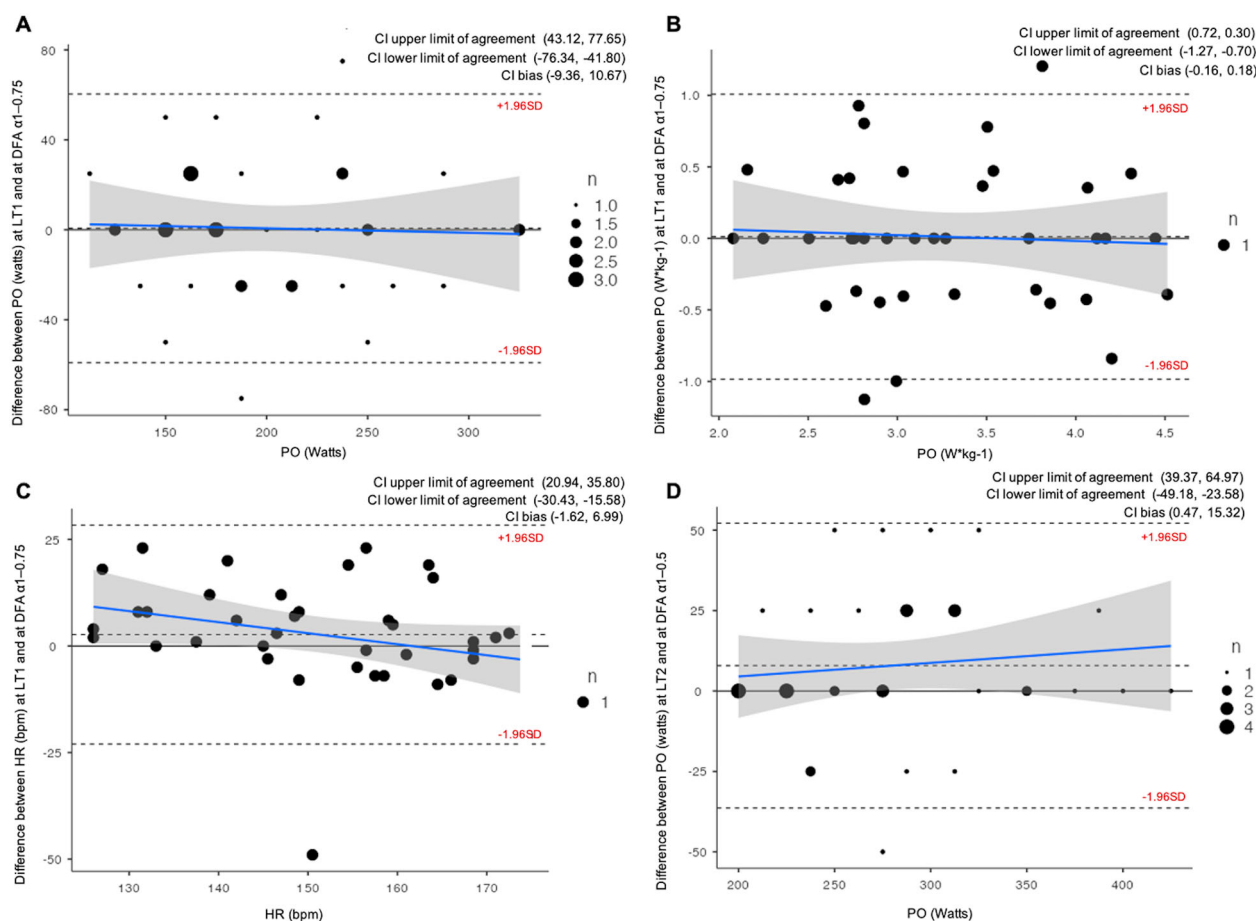 A
CI upper limit of agreement (43.12, 77.65)
CI lower limit of agreement (-76.34, -41.80)
CI bias (-9.36, 10.67)
Difference between PO (watts) at LT1 and at DFA α1–0.75
80
40
0
-40
-80
+1.96SD
-1.96SD
n
1.0
1.5
2.0
2.5
3.0
150
200
250
300
PO (Watts)
B
CI upper limit of agreement (0.72, 0.30)
CI lower limit of agreement (-1.27, -0.70)
CI bias (-0.16, 0.18)
Difference between PO (W*kg-1) at LT1 and at DFA α1–0.75
1.0
0.5
0.0
-0.5
-1.0
+1.96SD
-1.96SD
n
1
2.0
2.5
3.0
3.5
4.0
4.5
PO (W*kg-1)
C
CI upper limit of agreement (20.94, 35.80)
CI lower limit of agreement (-30.43, -15.58)
CI bias (-1.62, 6.99)
Difference between HR (bpm) at LT1 and at DFA α1–0.75
25
0
-25
-50
+1.96SD
-1.96SD
n
1
130
140
150
160
170
HR (bpm)
D
CI upper limit of agreement (39.37, 64.97)
CI lower limit of agreement (-49.18, -23.58)
CI bias (0.47, 15.32)
Difference between PO (watts) at LT2 and at DFA α1–0.5
50
25
0
-25
-50
+1.96SD
-1.96SD
n
1
2
3
4
200
250
300
350
400
PO (Watts)